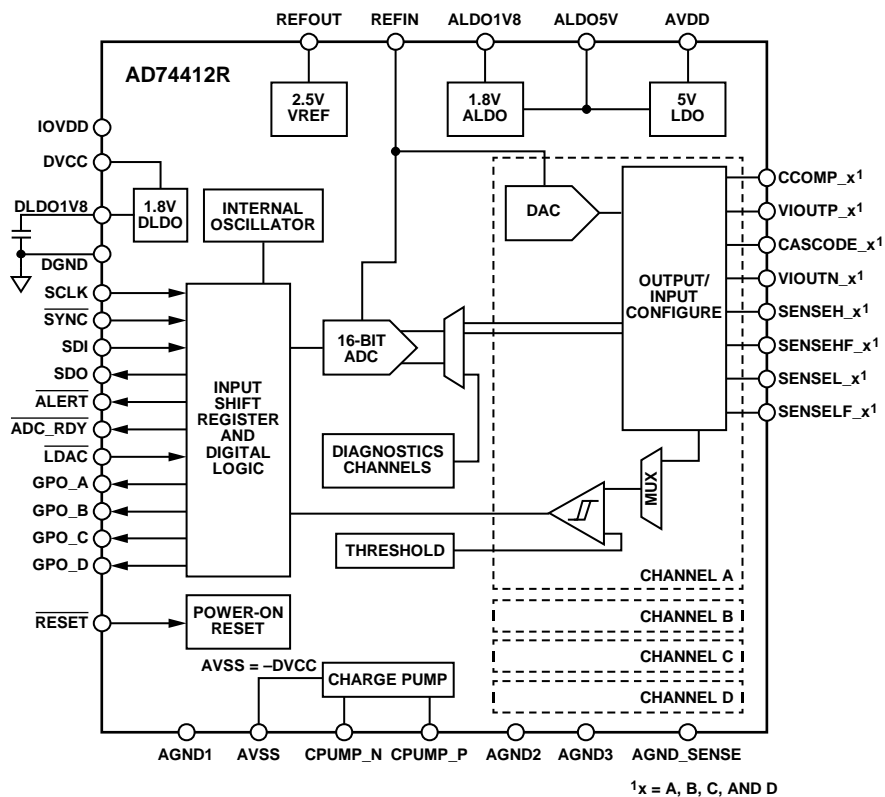 REFOUT REFIN ALDO1V8 ALDO5V AVDD
AD74412R
2.5V
VREF
1.8V
ALDO
5V
LDO
IOVDD
DVCC
DLDO1V8
1.8V
DLDO
DGND
INTERNAL
OSCILLATOR
DAC
OUTPUT/
INPUT
CONFIGURE
CCOMP_x¹
VIOUTP_x¹
CASCODE_x¹
VIOUTN_x¹
SENSEH_x¹
SENSEHF_x¹
SENSEL_x¹
SENSELF_x¹
SCLK
SYNC
SDI
SDO
ALERT
ADC_RDY
LDAC
GPO_A
GPO_B
GPO_C
GPO_D
RESET
INPUT
SHIFT
REGISTER
AND
DIGITAL
LOGIC
16-BIT
ADC
DIAGNOSTICS
CHANNELS
MUX
THRESHOLD
CHANNEL A
CHANNEL B
CHANNEL C
CHANNEL D
POWER-ON
RESET
AVSS = –DVCC
CHARGE PUMP
AGND1 AVSS CPUMP_N CPUMP_P AGND2 AGND3 AGND_SENSE
¹x = A, B, C, AND D